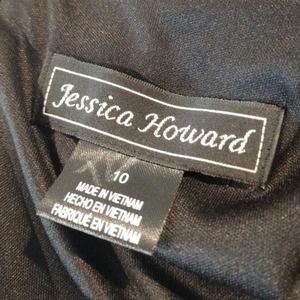 Jessica Howard
10
MADE IN VIETNAM
HECHO EN VIETNAM
FABRIQUÉ EN VIETNAM